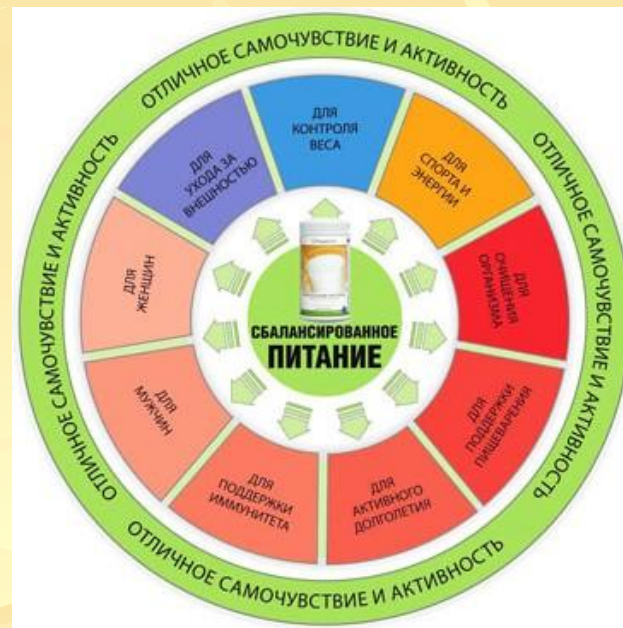 ОТЛИЧНОЕ САМОЧУВСТВИЕ И АКТИВНОСТЬ
ОТЛИЧНОЕ САМОЧУВСТВИЕ И АКТИВНОСТЬ
ОТЛИЧНОЕ САМОЧУВСТВИЕ И АКТИВНОСТЬ
ОТЛИЧНОЕ САМОЧУВСТВИЕ И АКТИВНОСТЬ
ДЛЯ
КОНТРОЛЯ
ВЕСА
ДЛЯ
СПОРТА И
ЭНЕРГИИ
ДЛЯ
ОЧИЩЕНИЯ
ОРГАНИЗМА
ДЛЯ
ПОДДЕРЖКИ
ПИЩЕВАРЕНИЯ
ДЛЯ
АКТИВНОГО
ДОЛГОЛЕТИЯ
ДЛЯ
ПОДДЕРЖКИ
ИММУНИТЕТА
ДЛЯ
МУЖЧИН
ДЛЯ
ЖЕНЩИН
ДЛЯ
УХОДА ЗА
ВНЕШНОСТЬЮ
СБАЛАНСИРОВАННОЕ
ПИТАНИЕ